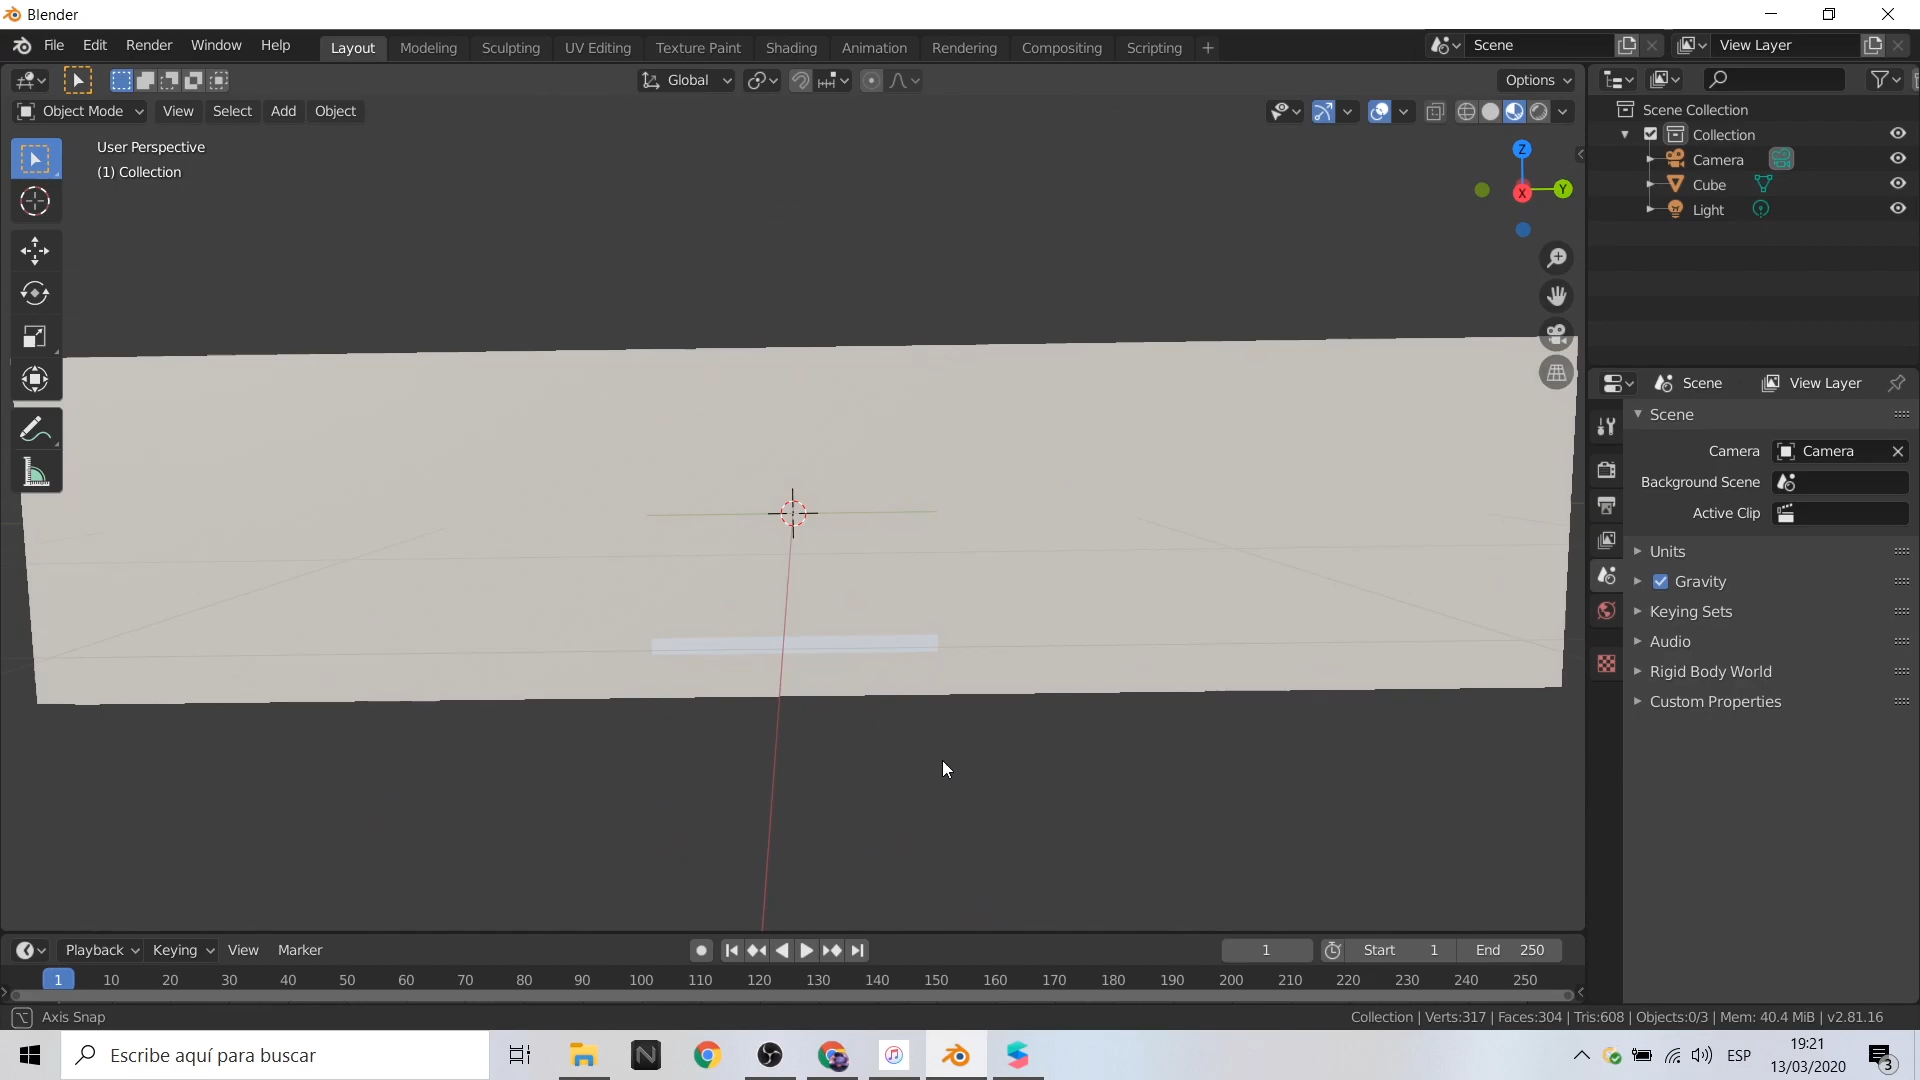 Blender
File Edit Render Window Help Layout Modeling Sculpting UV Editing Texture Paint Shading Animation Rendering Compositing Scripting + Scene View Layer
Global Options
Object Mode View Select Add Object
User Perspective
(1) Collection
Z
Y
X
Scene Collection
Collection
Camera
Cube
Light
Scene View Layer
Scene
Camera Camera
Background Scene
Active Clip
Units
Gravity
Keying Sets
Audio
Rigid Body World
Custom Properties
Playback Keying View Marker 1 Start 1 End 250
1 10 20 30 40 50 60 70 80 90 100 110 120 130 140 150 160 170 180 190 200 210 220 230 240 250
Axis Snap Collection | Verts:317 | Faces:304 | Tris:608 | Objects:0/3 | Mem: 40.4 MiB | v2.81.16
Escribe aquí para buscar ESP 19:21
13/03/2020 3